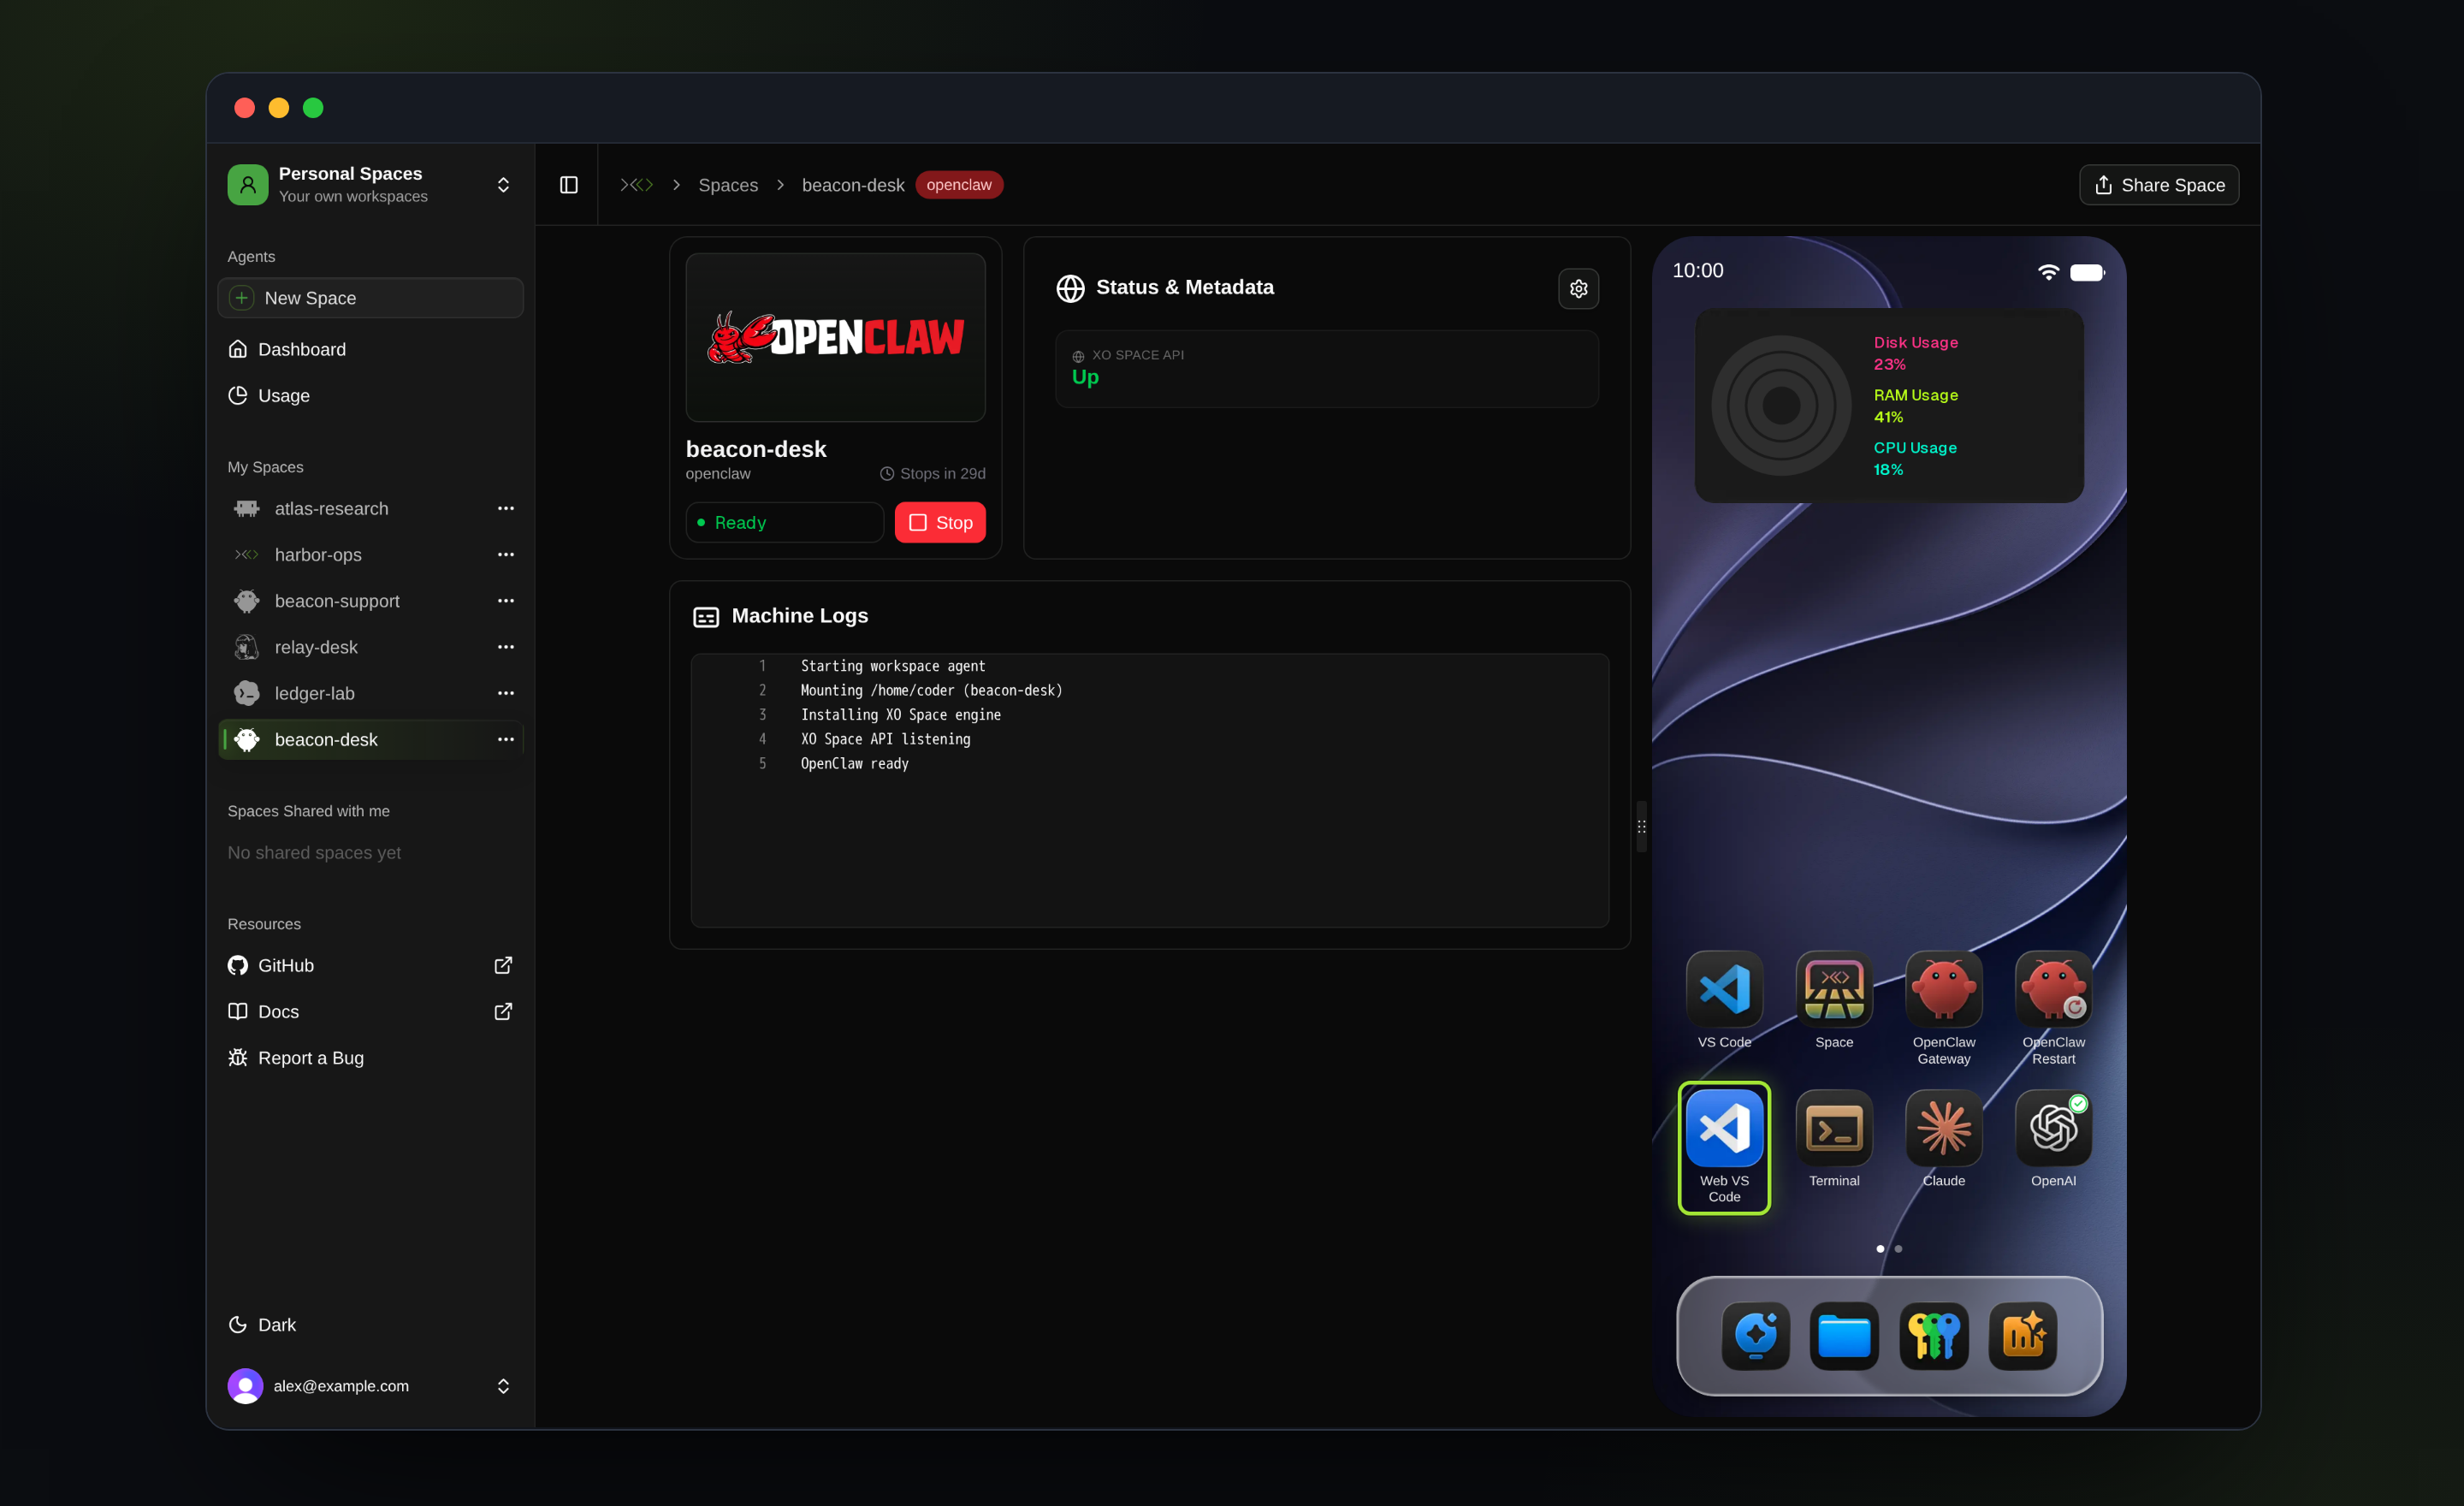 Personal Spaces
Your own workspaces
Agents
New Space
Dashboard
Usage
My Spaces
atlas-research
harbor-ops
beacon-support
relay-desk
ledger-lab
beacon-desk
Spaces Shared with me
No shared spaces yet
Resources
GitHub
Docs
Report a Bug
Dark
alex@example.com
Spaces
beacon-desk
openclaw
Share Space
OPENCLAW
beacon-desk
openclaw
Stops in 29d
Ready
Stop
Status & Metadata
XO SPACE API
Up
Machine Logs
1 Starting workspace agent
2 Mounting /home/coder (beacon-desk)
3 Installing XO Space engine
4 XO Space API listening
5 OpenClaw ready
10:00
Disk Usage
23%
RAM Usage
41%
CPU Usage
18%
VS Code
Space
OpenClaw
Gateway
OpenClaw
Restart
Web VS
Code
Terminal
Claude
OpenAI